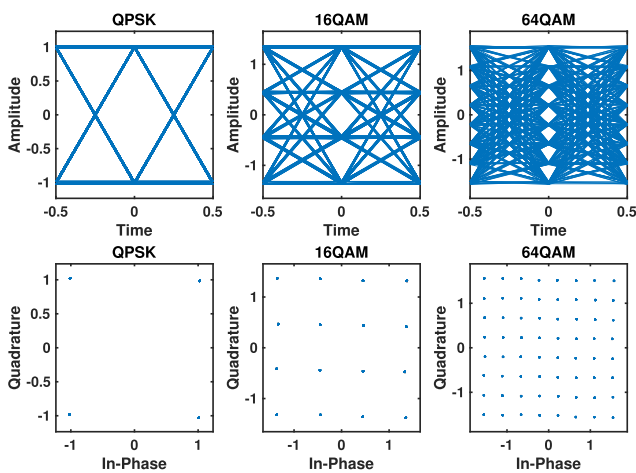 QPSK 16QAM 64QAM
Amplitude Amplitude Amplitude
1 0.5 0 -0.5 -1
1 0 -1
1 0 -1
-0.5 0 0.5 -0.5 0 0.5 -0.5 0 0.5
Time Time Time
QPSK 16QAM 64QAM
Quadrature Quadrature Quadrature
1 0.5 0 -0.5 -1
1 0 -1
1 0 -1
-1 0 1 -1 0 1 -1 0 1
In-Phase In-Phase In-Phase